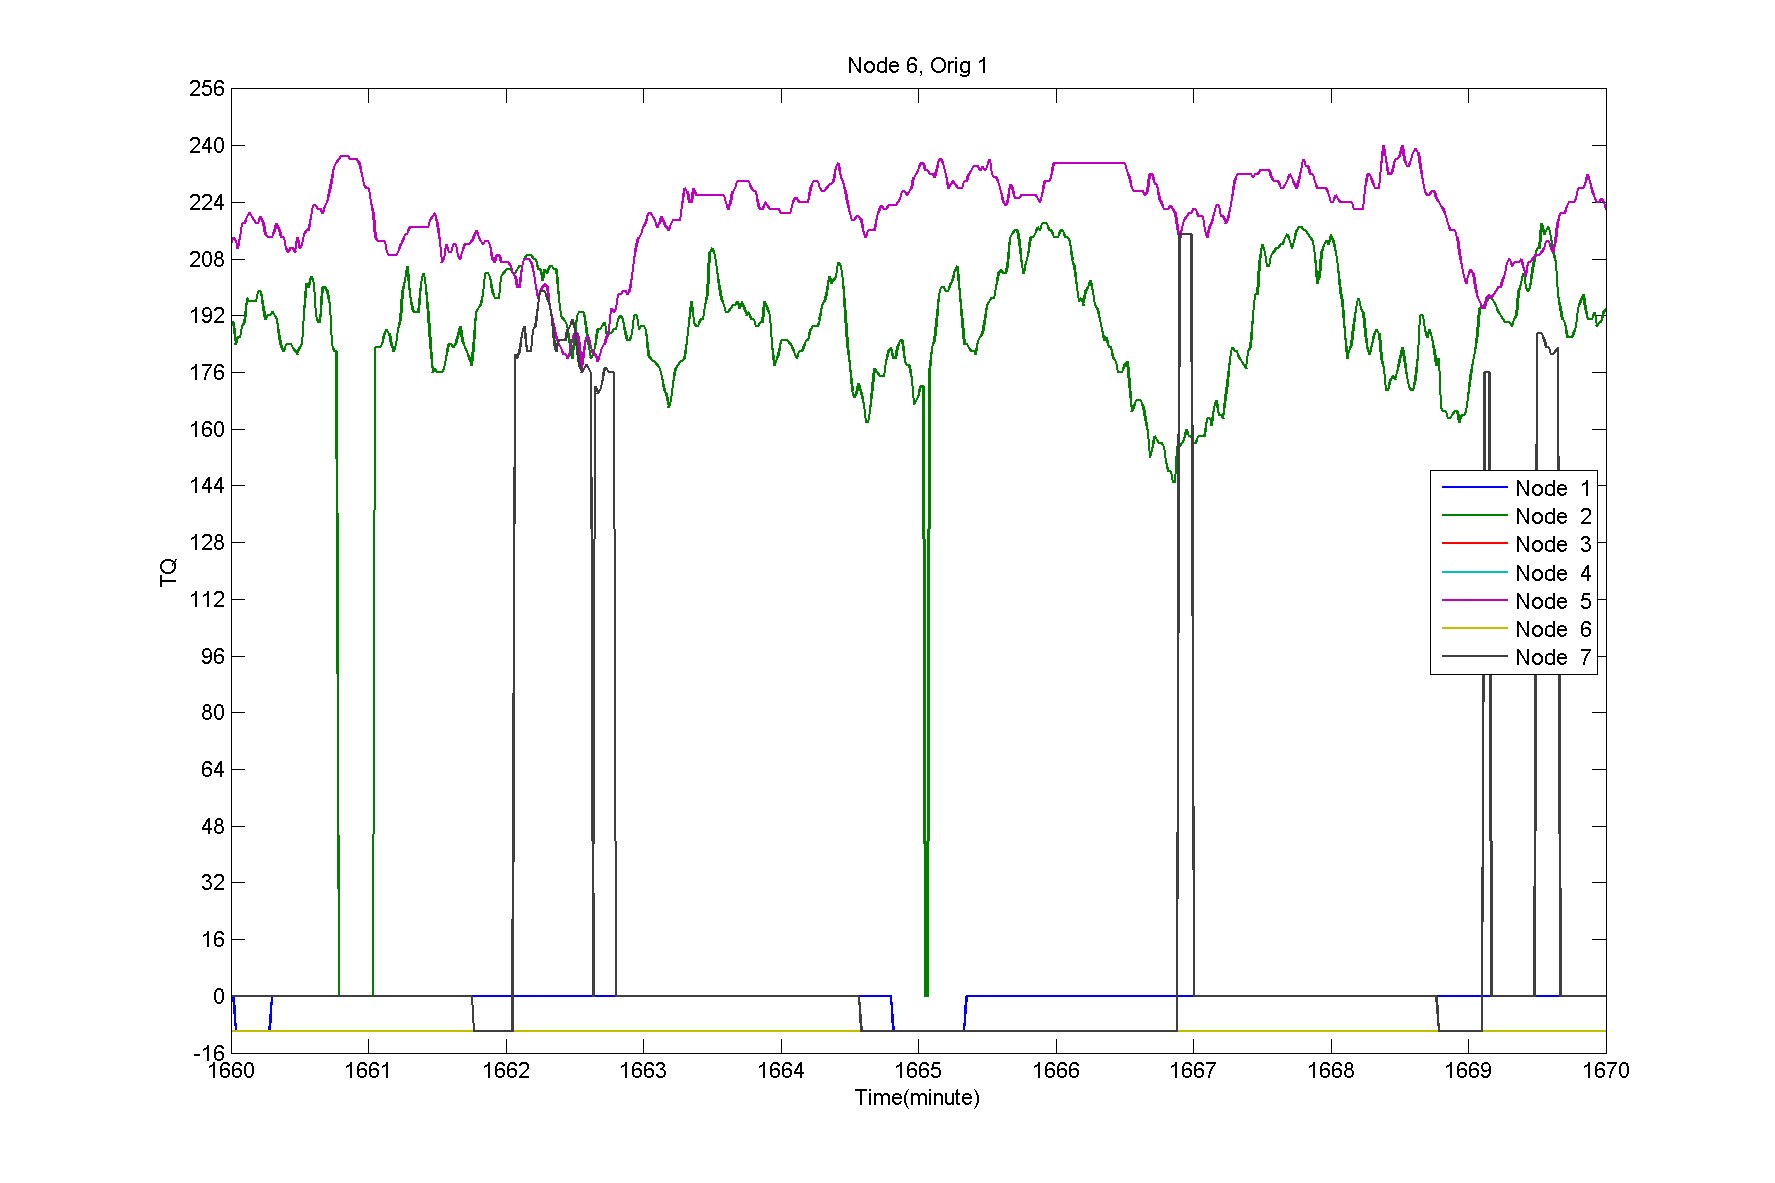 Node 6, Orig 1
256
240
224
208
192
176
160
144
128
112
96
80
64
48
32
16
0
-16
TQ
Node 1
Node 2
Node 3
Node 4
Node 5
Node 6
Node 7
1660 1661 1662 1663 1664 1665 1666 1667 1668 1669 1670
Time(minute)